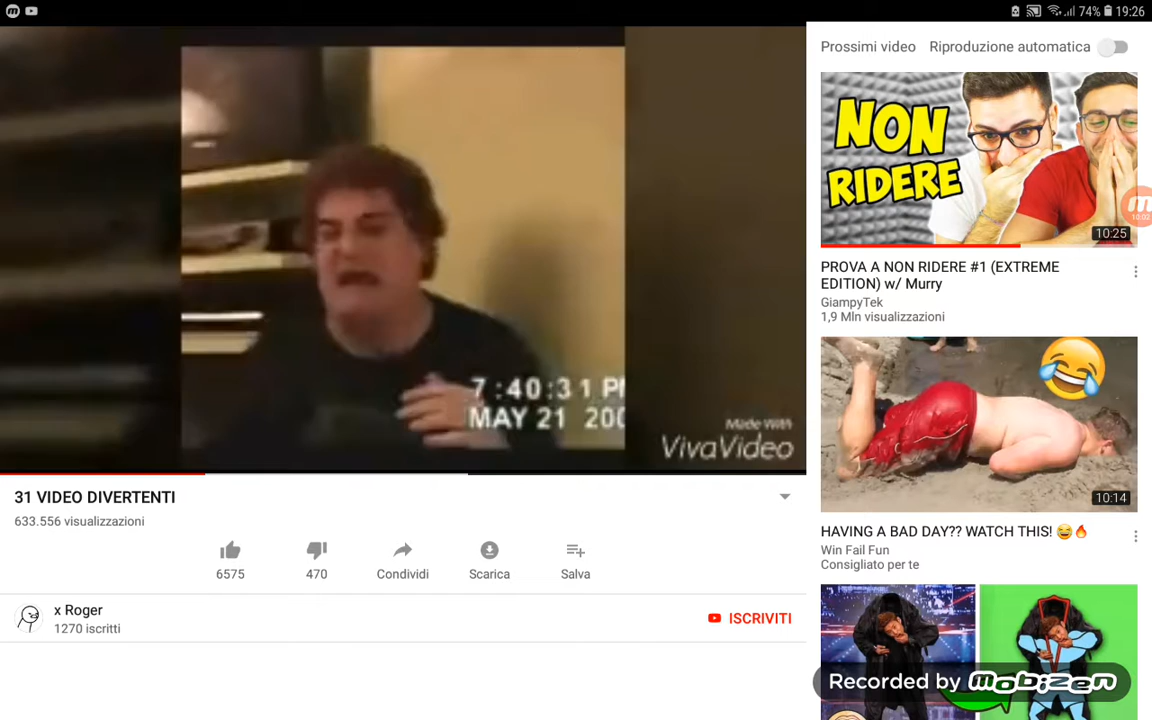 74% 19:26
7:40:31 PM
MAY 21 200
Made With
VivaVideo
31 VIDEO DIVERTENTI
633.556 visualizzazioni
6575
470
Condividi
Scarica
Salva
x Roger
1270 iscritti
ISCRIVITI
Prossimi video
Riproduzione automatica
NON
RIDERE
10:02
10:25
PROVA A NON RIDERE #1 (EXTREME
EDITION) w/ Murry
GiampyTek
1,9 Mln visualizzazioni
10:14
HAVING A BAD DAY?? WATCH THIS! 😂🔥
Win Fail Fun
Consigliato per te
Recorded by mobizen